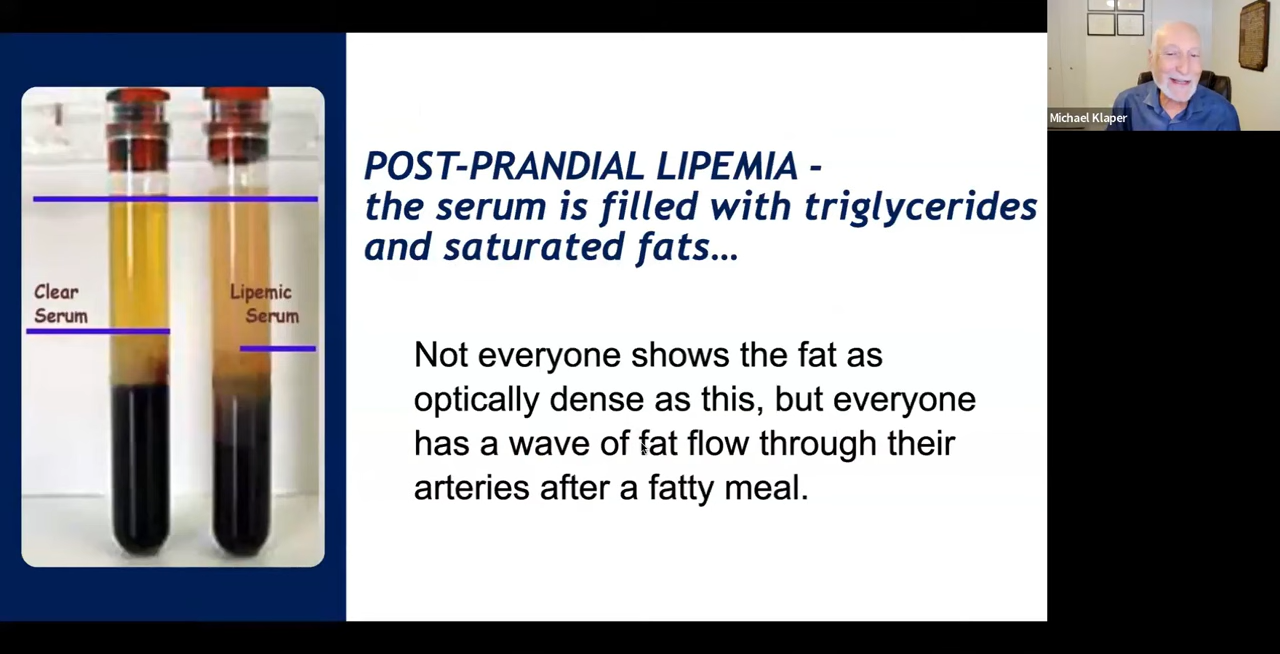 Michael Klaper
POST-PRANDIAL LIPEMIA -
the serum is filled with triglycerides
and saturated fats…
Clear
Serum
Lipemic
Serum
Not everyone shows the fat as
optically dense as this, but everyone
has a wave of fat flow through their
arteries after a fatty meal.